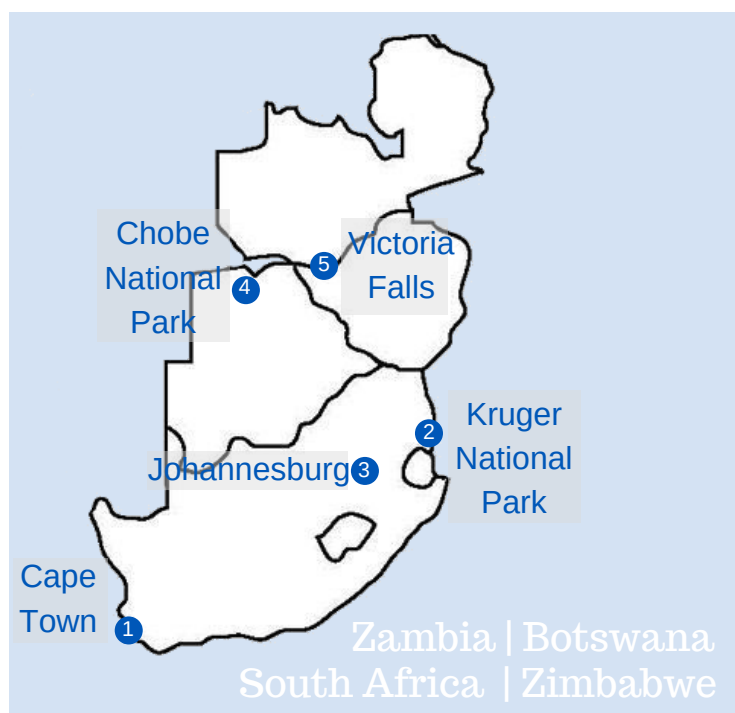 Chobe
National
Park
4
5
Victoria
Falls
Kruger
National
Park
2
Johannesburg
3
Cape
Town
1
Zambia | Botswana
South Africa | Zimbabwe